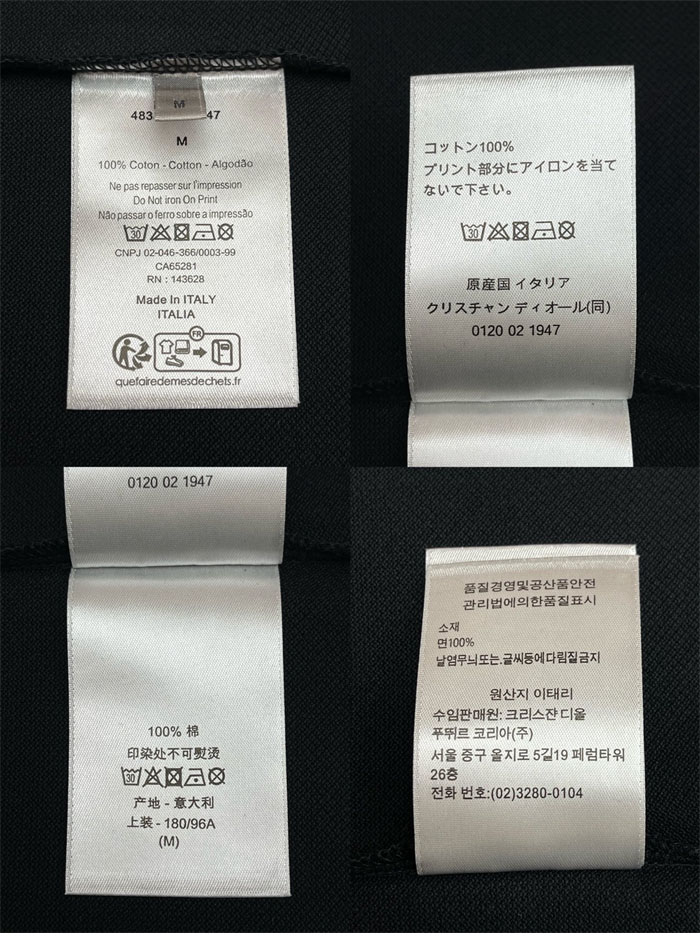 M
483 47
M
100% Coton - Cotton - Algodão
Ne pas repasser sur l'impression
Do Not iron On Print
Não passar o ferro sobre a impressão
30
CNPJ 02-046-366/0003-99
CA65281
RN : 143628
Made In ITALY
ITALIA
FR
quefairedemesdechets.fr
コットン100%
プリント部分にアイロンを当て
ないで下さい。
30
原産国 イタリア
クリスチャン ディオール(同)
0120 02 1947
0120 02 1947
100% 棉
印染处不可熨烫
30
产地 - 意大利
上装 - 180/96A
(M)
품질경영및공산품안전
관리법에의한품질표시
소재
면100%
날염무늬또는.글씨등에다림질금지
원산지 이태리
수입판매원: 크리스쟌 디올
꾸뛰르 코리아(주)
서울 중구 을지로 5길19 페럼타워
26층
전화 번호:(02)3280-0104